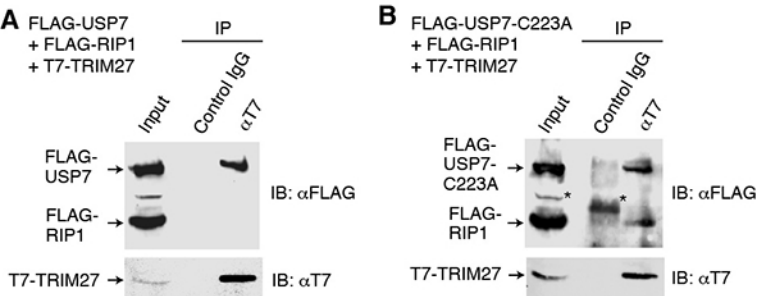 A
FLAG-USP7
+ FLAG-RIP1
+ T7-TRIM27
IP
Input
Control IgG
αT7
FLAG-
USP7
FLAG-
RIP1
IB: αFLAG
T7-TRIM27
IB: αT7
B
FLAG-USP7-C223A
+ FLAG-RIP1
+ T7-TRIM27
IP
Input
Control IgG
αT7
FLAG-
USP7-
C223A
*
*
FLAG-
RIP1
IB: αFLAG
T7-TRIM27
IB: αT7